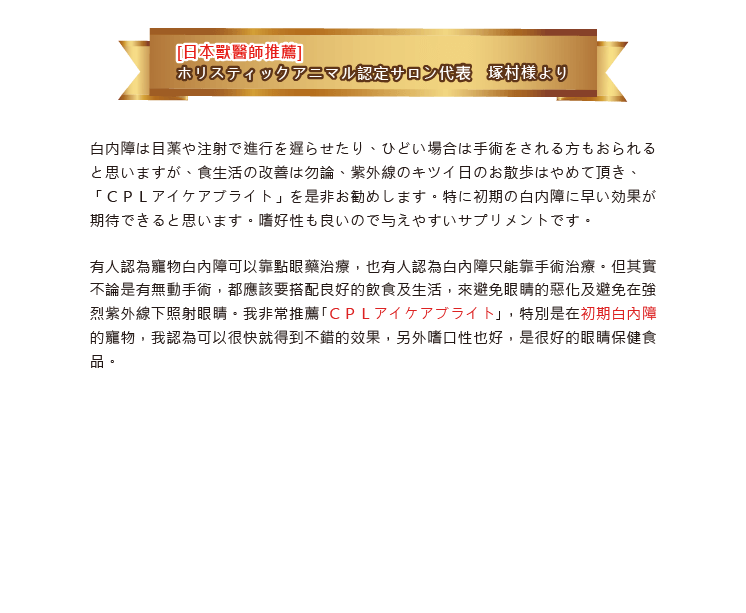 [日本獸醫師推薦]
ホリスティックアニマル認定サロン代表　塚村様より
白内障は目薬や注射で進行を遅らせたり、ひどい場合は手術をされる方もおられる
と思いますが、食生活の改善は勿論、紫外線のキツイ日のお散歩はやめて頂き、
「ＣＰＬアイケアブライト」を是非お勧めします。特に初期の白内障に早い効果が
期待できると思います。嗜好性も良いので与えやすいサプリメントです。
有人認為寵物白內障可以靠點眼藥治療，也有人認為白內障只能靠手術治療。但其實
不論是有無動手術，都應該要搭配良好的飲食及生活，來避免眼睛的惡化及避免在強
烈紫外線下照射眼睛。我非常推薦「ＣＰＬアイケアブライト」，特別是在初期白內障
的寵物，我認為可以很快就得到不錯的效果，另外嗜口性也好，是很好的眼睛保健食
品。